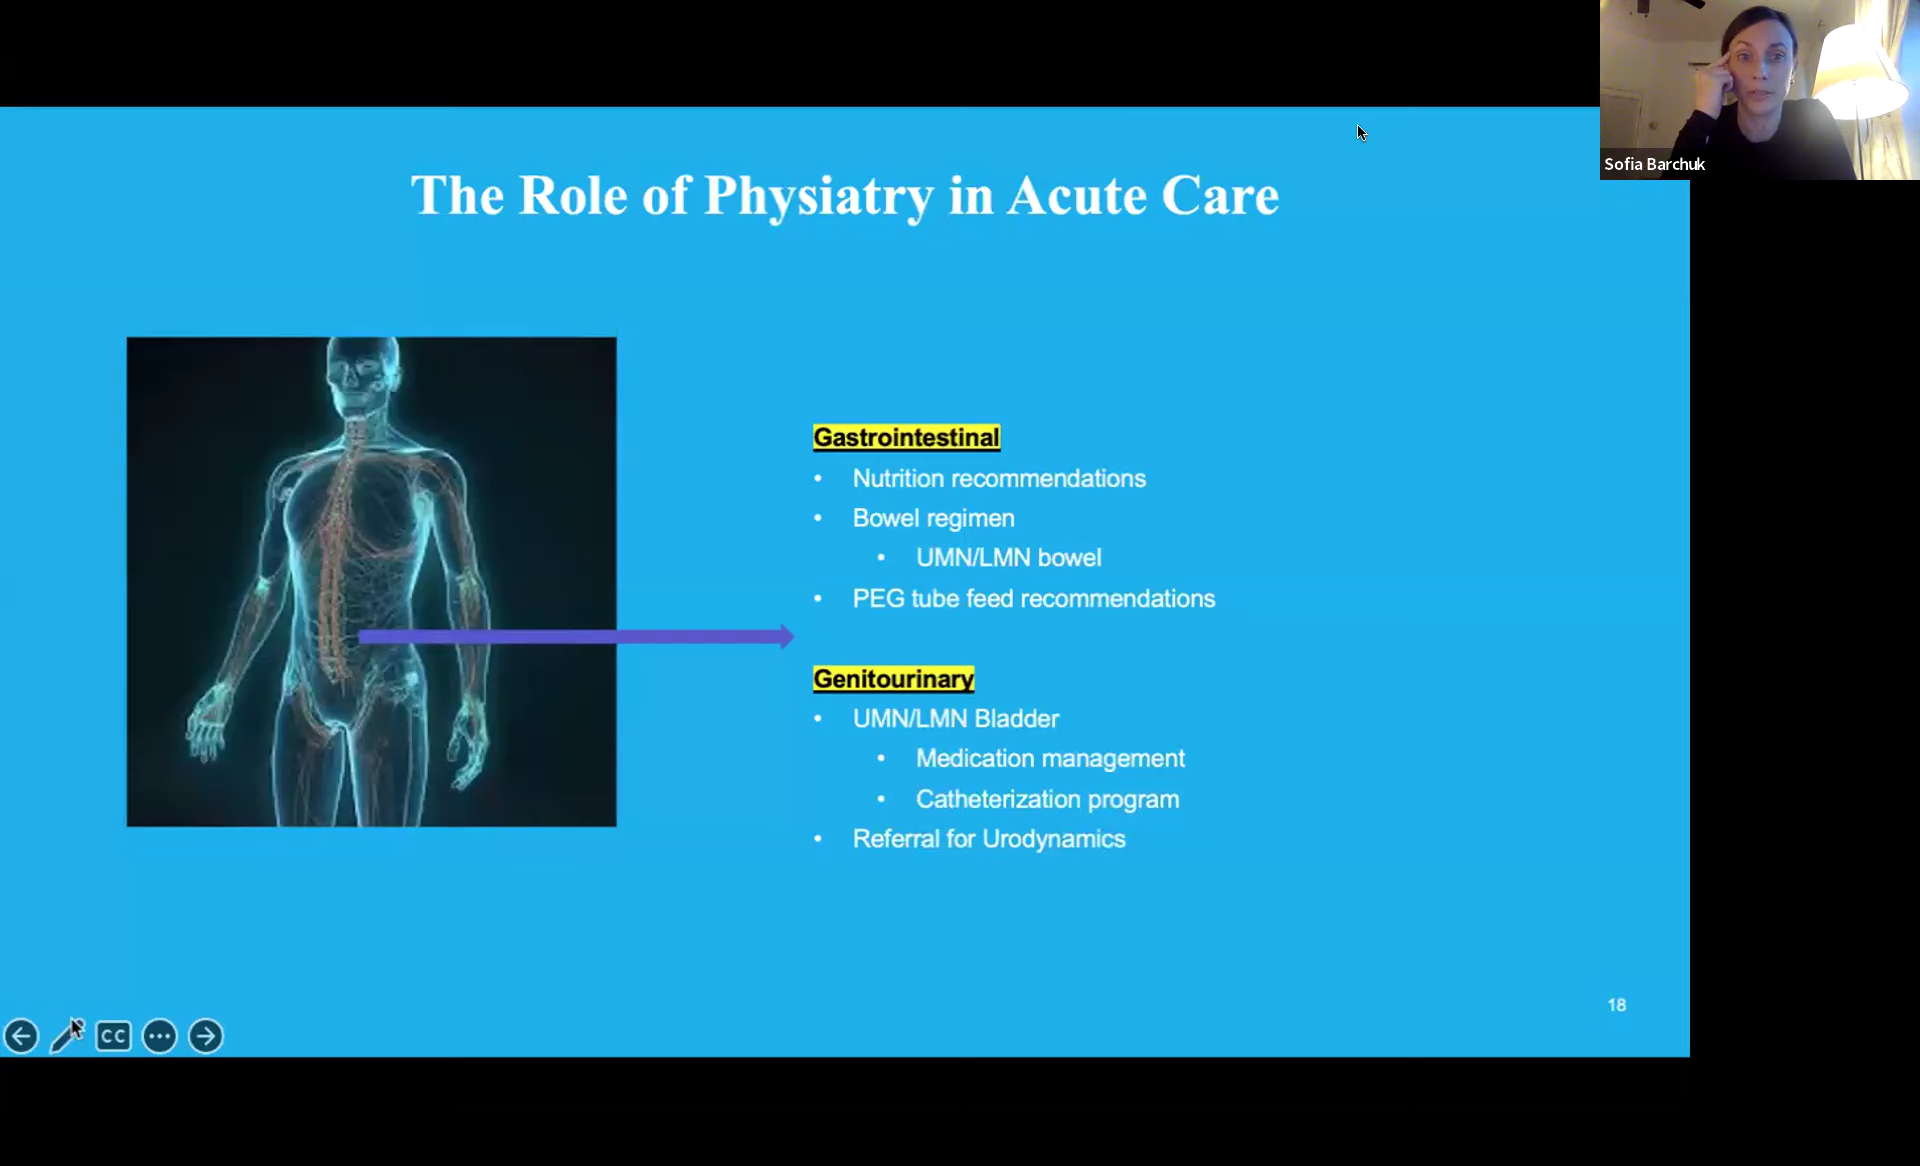 Sofia Barchuk
The Role of Physiatry in Acute Care
Gastrointestinal
• Nutrition recommendations
• Bowel regimen
• UMN/LMN bowel
• PEG tube feed recommendations
Genitourinary
• UMN/LMN Bladder
• Medication management
• Catheterization program
• Referral for Urodynamics
18
CC